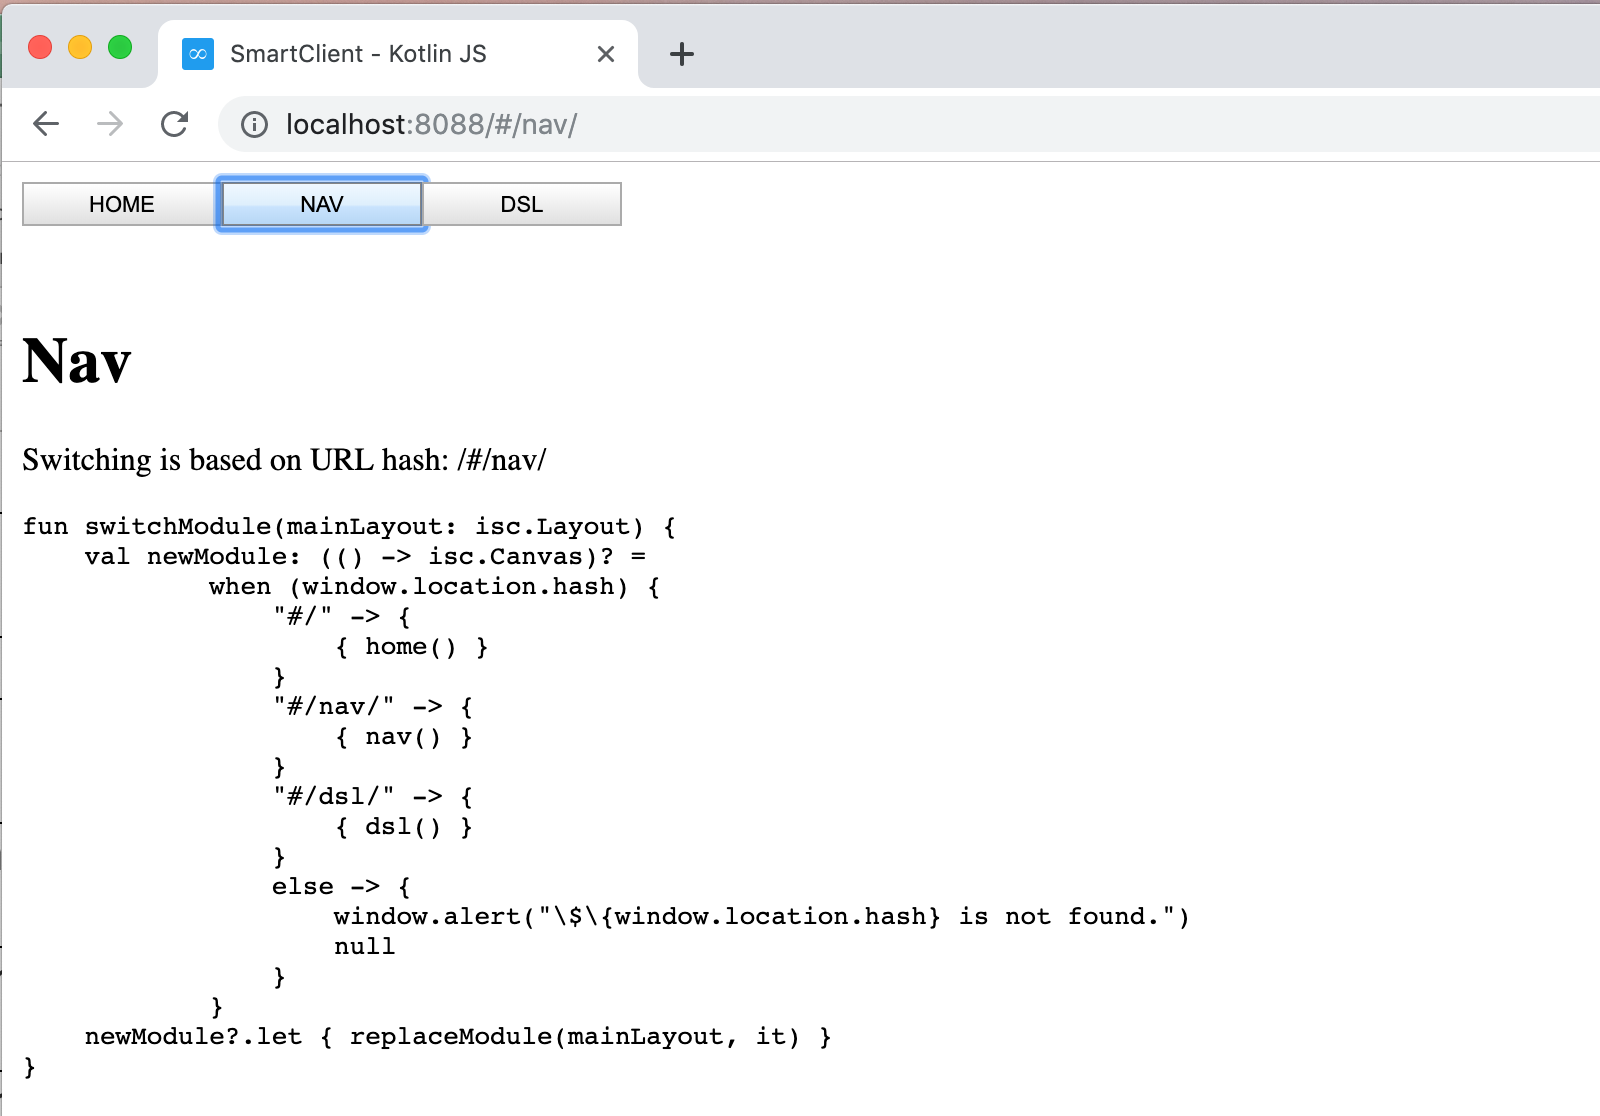 SmartClient - Kotlin JS
localhost:8088/#/nav/
HOME NAV DSL
Nav
Switching is based on URL hash: /#/nav/
fun switchModule(mainLayout: isc.Layout) {
    val newModule: (() -> isc.Canvas)? =
            when (window.location.hash) {
                "#/" -> {
                    { home() }
                }
                "#/nav/" -> {
                    { nav() }
                }
                "#/dsl/" -> {
                    { dsl() }
                }
                else -> {
                    window.alert("\$\{window.location.hash} is not found.")
                    null
                }
            }
    newModule?.let { replaceModule(mainLayout, it) }
}